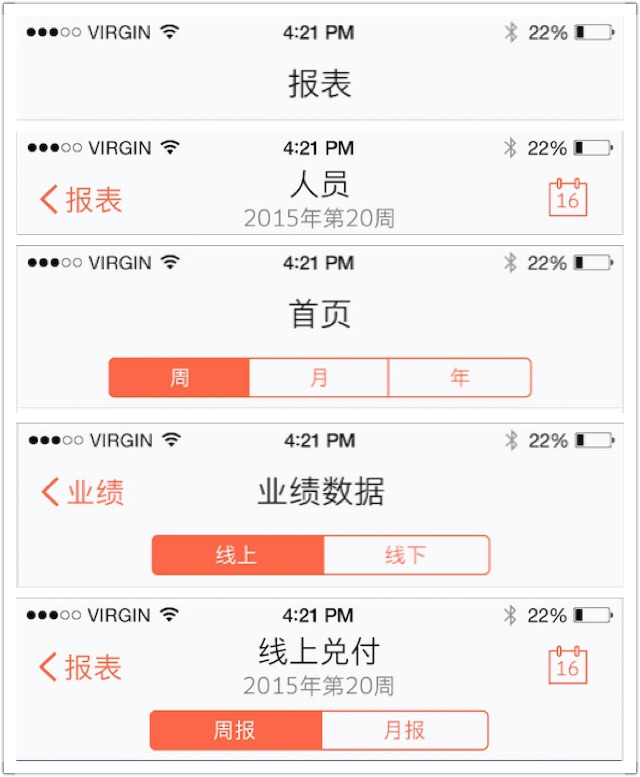 VIRGIN 4:21 PM 22%
报表
VIRGIN 4:21 PM 22%
报表 人员 16
2015年第20周
VIRGIN 4:21 PM 22%
首页
周 月 年
VIRGIN 4:21 PM 22%
业绩 业绩数据
线上 线下
VIRGIN 4:21 PM 22%
报表 线上兑付 16
2015年第20周
周报 月报